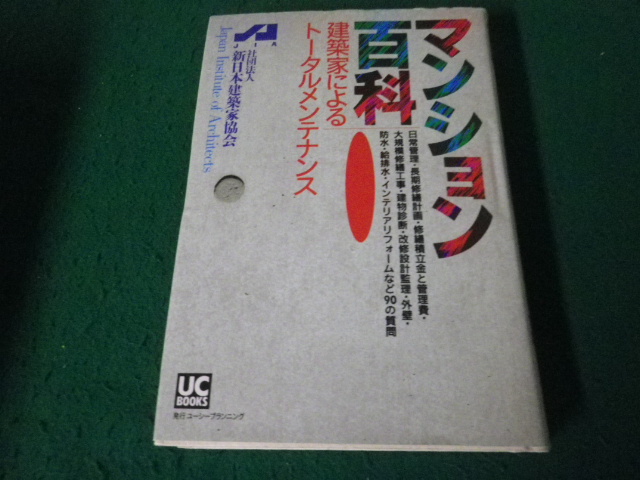 マンション
百科
日常管理・長期修繕計画・修繕積立金と管理費・
大規模修繕工事・建物診断・改修設計監理・外壁・
防水・給排水・インテリアリフォームなど90の質問
建築家による
トータルメンテナンス
JIA
社団法人
新日本建築家協会
Japan Institute of Architects
UC
BOOKS
発行 ユーシープランニング